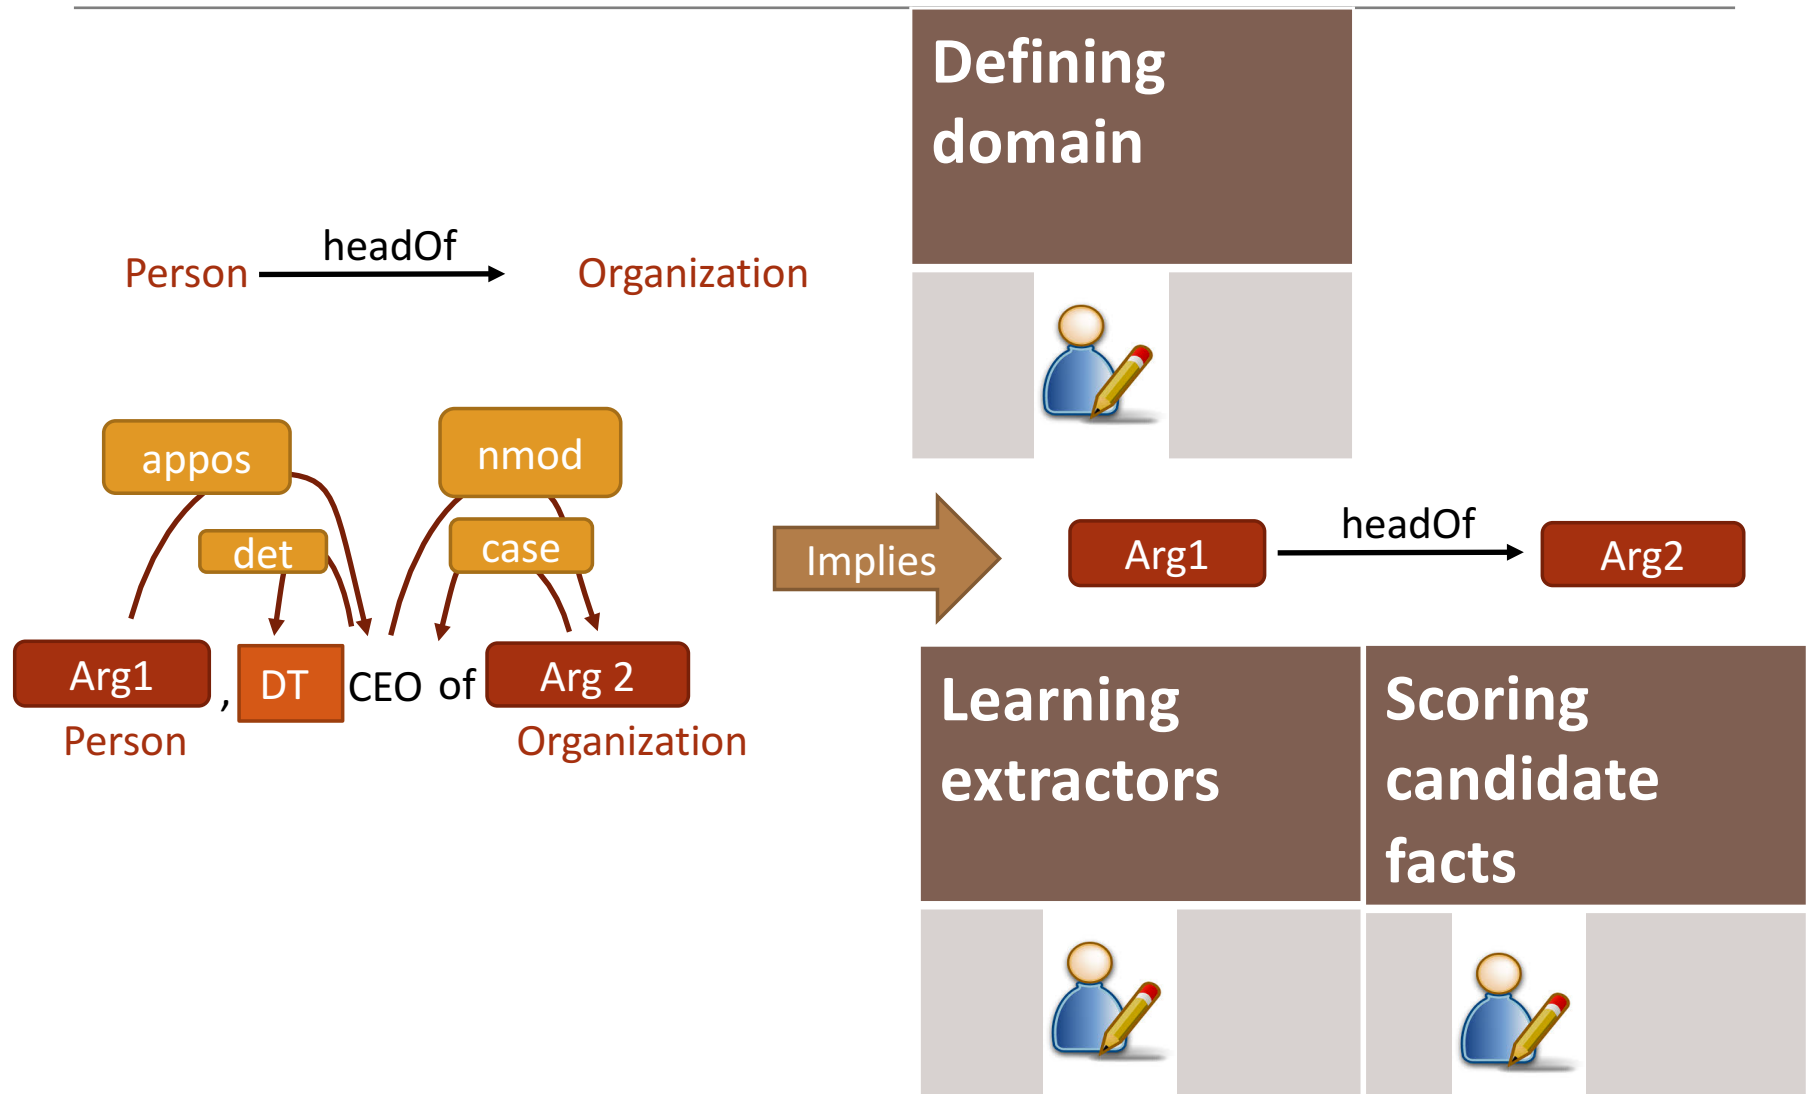 Defining
domain
headOf
Person
Organization
appos
nmod
det
case
Arg1
, DT CEO of
Arg 2
Person
Organization
Implies
Arg1
headOf
Arg2
Learning
extractors
Scoring
candidate
facts